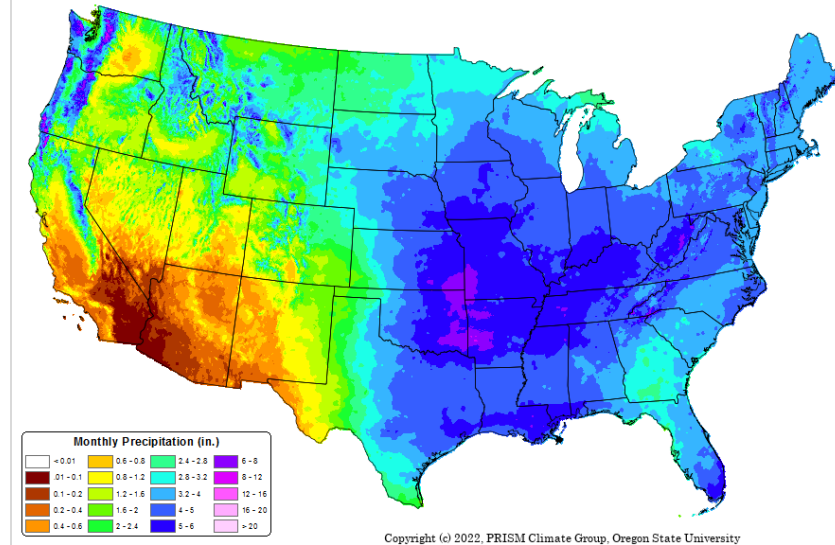 Monthly Precipitation (in.)
< 0.01 0.6 - 0.8 2.4 - 2.8 6 - 8
.01 - 0.1 0.8 - 1.2 2.8 - 3.2 8 - 12
0.1 - 0.2 1.2 - 1.6 3.2 - 4 12 - 16
0.2 - 0.4 1.6 - 2 4 - 5 16 - 20
0.4 - 0.6 2 - 2.4 5 - 6 > 20
Copyright (c) 2022, PRISM Climate Group, Oregon State University